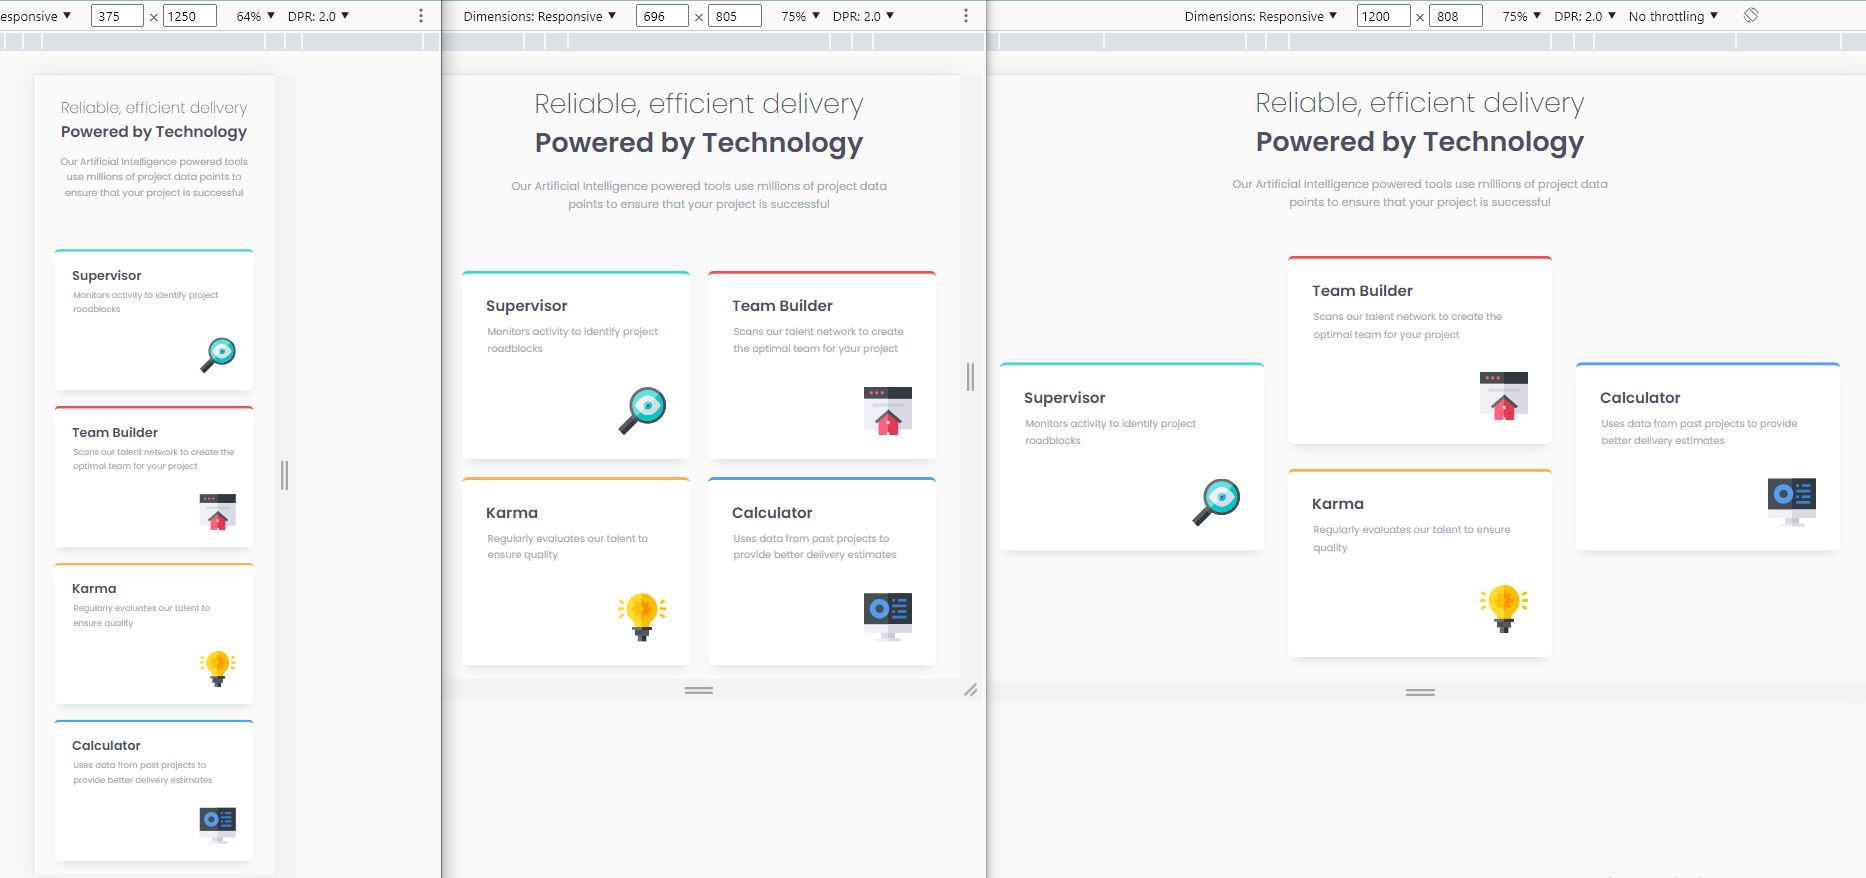 esponsive ▼ 375 × 1250 64% ▼ DPR: 2.0 ▼
Reliable, efficient delivery
Powered by Technology
Our Artificial Intelligence powered tools
use millions of project data points to
ensure that your project is successful
Supervisor
Monitors activity to identify project
roadblocks
Team Builder
Scans our talent network to create the
optimal team for your project
Karma
Regularly evaluates our talent to
ensure quality
Calculator
Uses data from past projects to
provide better delivery estimates
Dimensions: Responsive ▼ 696 × 805 75% ▼ DPR: 2.0 ▼
Reliable, efficient delivery
Powered by Technology
Our Artificial Intelligence powered tools use millions of project data
points to ensure that your project is successful
Supervisor
Monitors activity to identify project
roadblocks
Team Builder
Scans our talent network to create
the optimal team for your project
Karma
Regularly evaluates our talent to
ensure quality
Calculator
Uses data from past projects to
provide better delivery estimates
Dimensions: Responsive ▼ 1200 × 808 75% ▼ DPR: 2.0 ▼ No throttling ▼
Reliable, efficient delivery
Powered by Technology
Our Artificial Intelligence powered tools use millions of project data
points to ensure that your project is successful
Supervisor
Monitors activity to identify project
roadblocks
Team Builder
Scans our talent network to create the
optimal team for your project
Karma
Regularly evaluates our talent to ensure
quality
Calculator
Uses data from past projects to provide
better delivery estimates